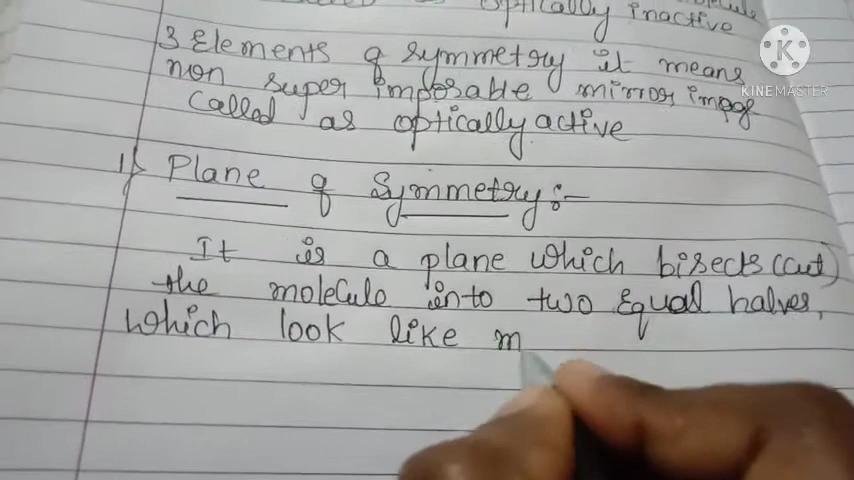 optically inactive
3 Elements of symmetry it means
non super imposable mirror image
called as optically active
1) Plane of Symmetry :-
It is a plane which bisects (cut)
the molecule into two equal halves,
which look like m
KINEMASTER